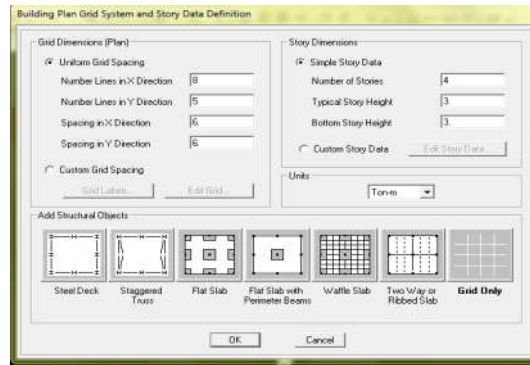 Building Plan Grid System and Story Data Definition
Grid Dimensions (Plan)
Uniform Grid Spacing
Number Lines in X Direction 8
Number Lines in Y Direction 5
Spacing in X Direction 6.
Spacing in Y Direction 6.
Custom Grid Spacing
Grid Labels... Edit Grid...
Story Dimensions
Simple Story Data
Number of Stories 4
Typical Story Height 3.
Bottom Story Height 3.
Custom Story Data Edit Story Data...
Units
Ton-m
Add Structural Objects
Steel Deck
Staggered Truss
Flat Slab
Flat Slab with Perimeter Beams
Waffle Slab
Two Way or Ribbed Slab
Grid Only
OK Cancel